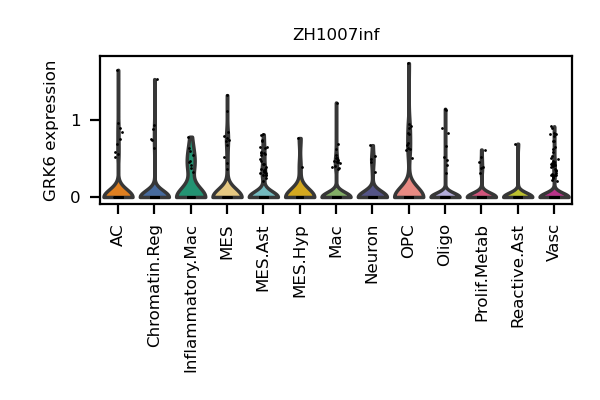 ZH1007inf
GRK6 expression
1
0
AC
Chromatin.Reg
Inflammatory.Mac
MES
MES.Ast
MES.Hyp
Mac
Neuron
OPC
Oligo
Prolif.Metab
Reactive.Ast
Vasc